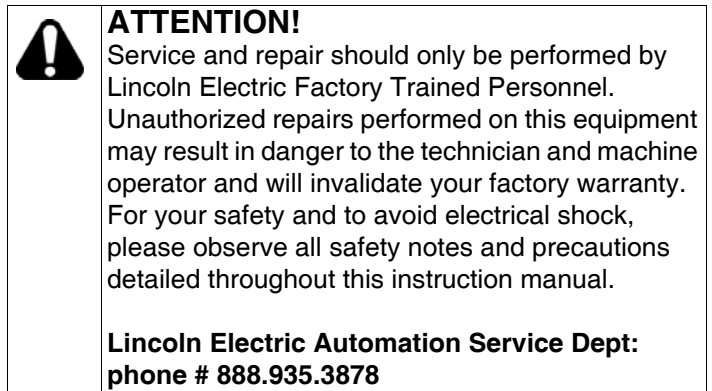 ATTENTION!
Service and repair should only be performed by
Lincoln Electric Factory Trained Personnel.
Unauthorized repairs performed on this equipment
may result in danger to the technician and machine
operator and will invalidate your factory warranty.
For your safety and to avoid electrical shock,
please observe all safety notes and precautions
detailed throughout this instruction manual.
Lincoln Electric Automation Service Dept:
phone # 888.935.3878